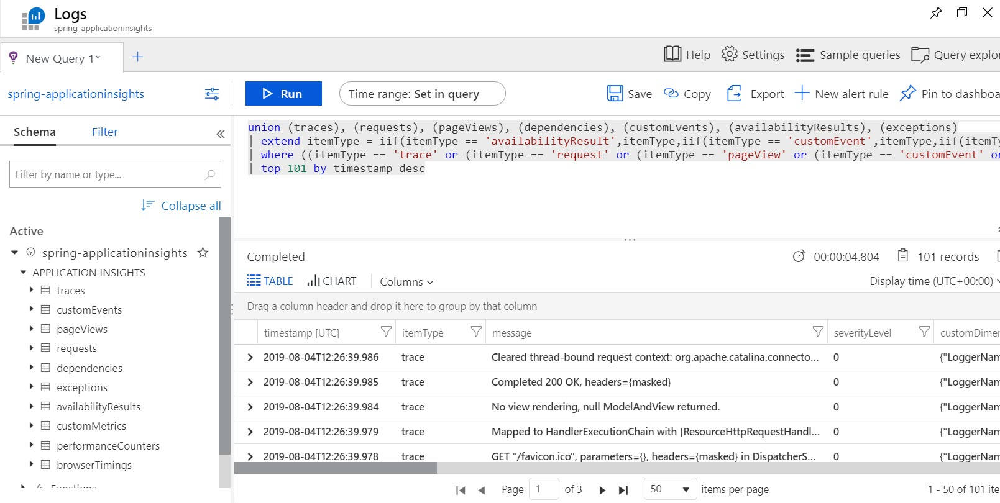 Logs
spring-applicationinsights
New Query 1*
Help Settings Sample queries Query explor
spring-applicationinsights
Run
Time range: Set in query
Save Copy Export New alert rule Pin to dashboa
Schema Filter
Filter by name or type...
Collapse all
Active
spring-applicationinsights
APPLICATION INSIGHTS
traces
customEvents
pageViews
requests
dependencies
exceptions
availabilityResults
customMetrics
performanceCounters
browserTimings
Functions
union (traces), (requests), (pageViews), (dependencies), (customEvents), (availabilityResults), (exceptions)
| extend itemType = iif(itemType == 'availabilityResult',itemType,iif(itemType == 'customEvent',itemType,iif(itemTy
| where ((itemType == 'trace' or (itemType == 'request' or (itemType == 'pageView' or (itemType == 'customEvent' or
| top 101 by timestamp desc
Completed
00:00:04.804 101 records
TABLE CHART Columns
Display time (UTC+00:00)
Drag a column header and drop it here to group by that column
timestamp [UTC] itemType message severityLevel customDimen
2019-08-04T12:26:39.986 trace Cleared thread-bound request context: org.apache.catalina.connecto... 0 {"LoggerNam
2019-08-04T12:26:39.985 trace Completed 200 OK, headers={masked} 0 {"LoggerNam
2019-08-04T12:26:39.984 trace No view rendering, null ModelAndView returned. 0 {"LoggerNam
2019-08-04T12:26:39.979 trace Mapped to HandlerExecutionChain with [ResourceHttpRequestHandl... 0 {"LoggerNam
2019-08-04T12:26:39.978 trace GET "/favicon.ico", parameters={}, headers={masked} in DispatcherS... 0 {"LoggerNam
Page 1 of 3 50 items per page
1 - 50 of 101 ite